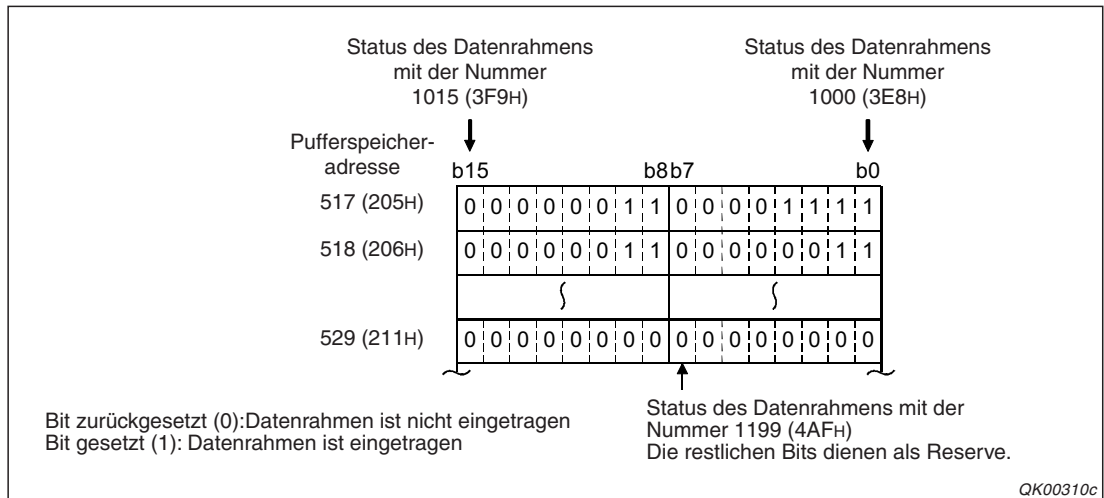 Status des Datenrahmens
mit der Nummer
1015 (3F9H)
Status des Datenrahmens
mit der Nummer
1000 (3E8H)
Pufferspeicher-
adresse
b15 b8 b7 b0
517 (205H) 0 0 0 0 0 0 1 1 0 0 0 0 1 1 1 1
518 (206H) 0 0 0 0 0 0 1 1 0 0 0 0 0 0 1 1
529 (211H) 0 0 0 0 0 0 0 0 0 0 0 0 0 0 0 0
Bit zurückgesetzt (0):Datenrahmen ist nicht eingetragen
Bit gesetzt (1): Datenrahmen ist eingetragen
Status des Datenrahmens mit der
Nummer 1199 (4AFH)
Die restlichen Bits dienen als Reserve.
QK00310c